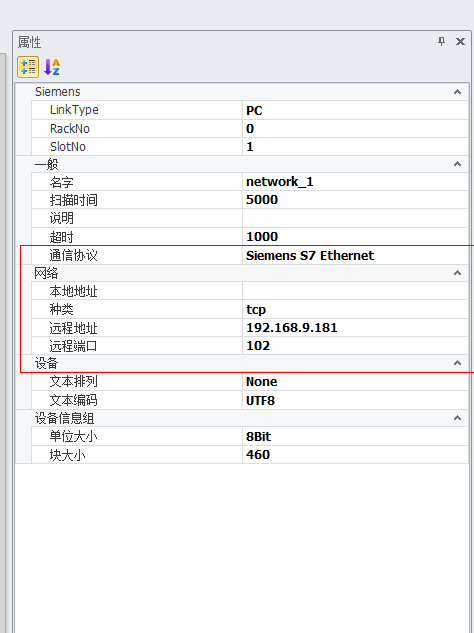 属性
Siemens
LinkType PC
RackNo 0
SlotNo 1
一般
名字 network_1
扫描时间 5000
说明
超时 1000
通信协议 Siemens S7 Ethernet
网络
本地地址
种类 tcp
远程地址 192.168.9.181
远程端口 102
设备
文本排列 None
文本编码 UTF8
设备信息组
单位大小 8Bit
块大小 460